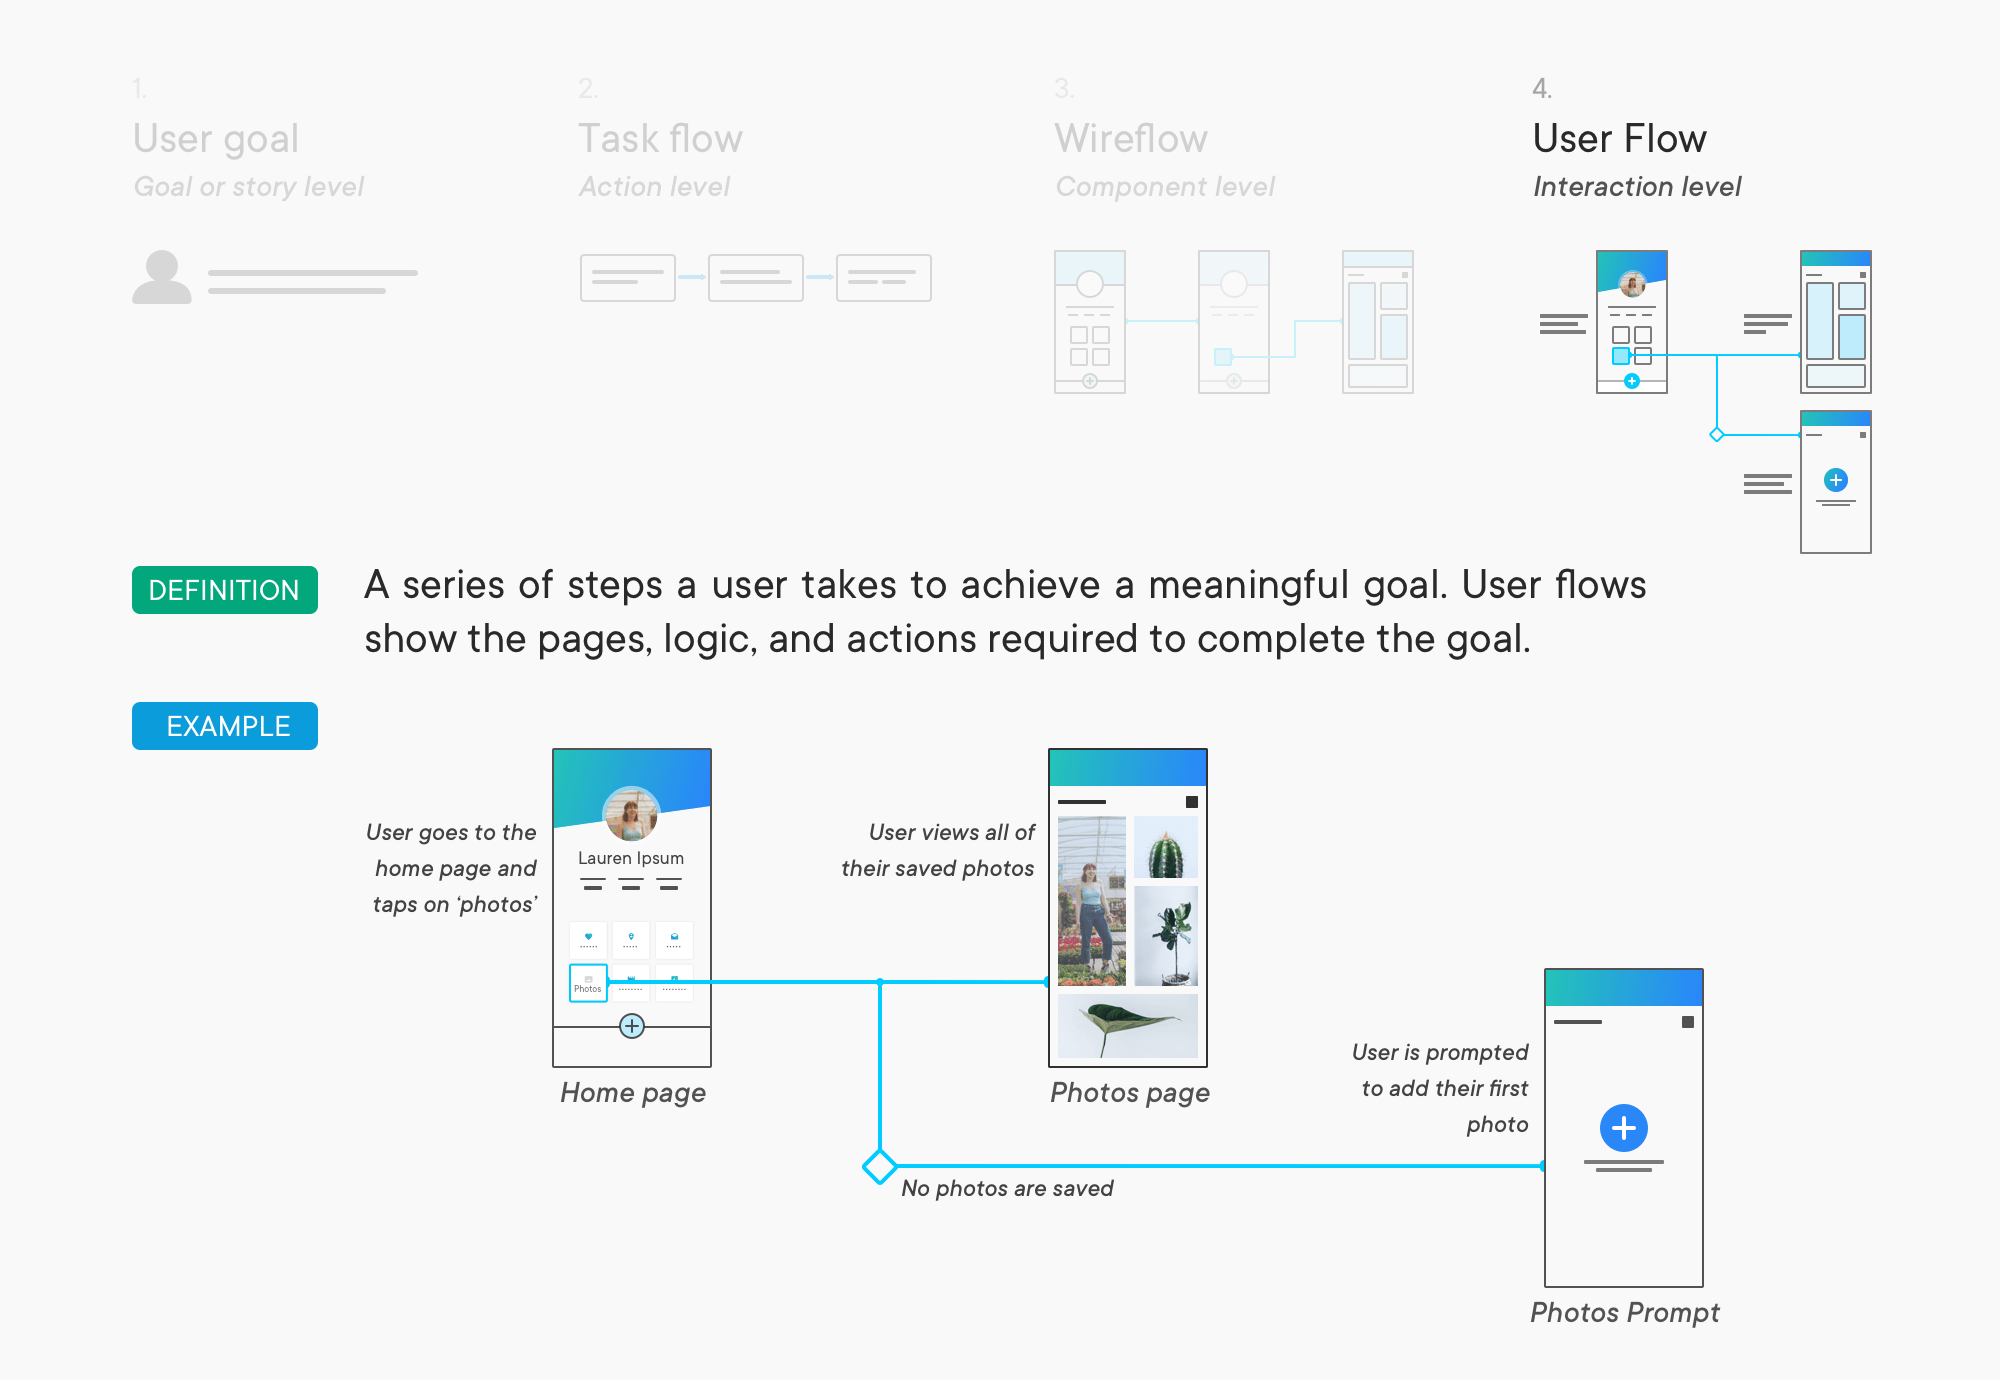 1.
User goal
Goal or story level
2.
Task flow
Action level
3.
Wireflow
Component level
4.
User Flow
Interaction level
DEFINITION
A series of steps a user takes to achieve a meaningful goal. User flows
show the pages, logic, and actions required to complete the goal.
EXAMPLE
User goes to the
home page and
taps on ‘photos’
Lauren Ipsum
Photos
Home page
User views all of
their saved photos
Photos page
No photos are saved
User is prompted
to add their first
photo
Photos Prompt